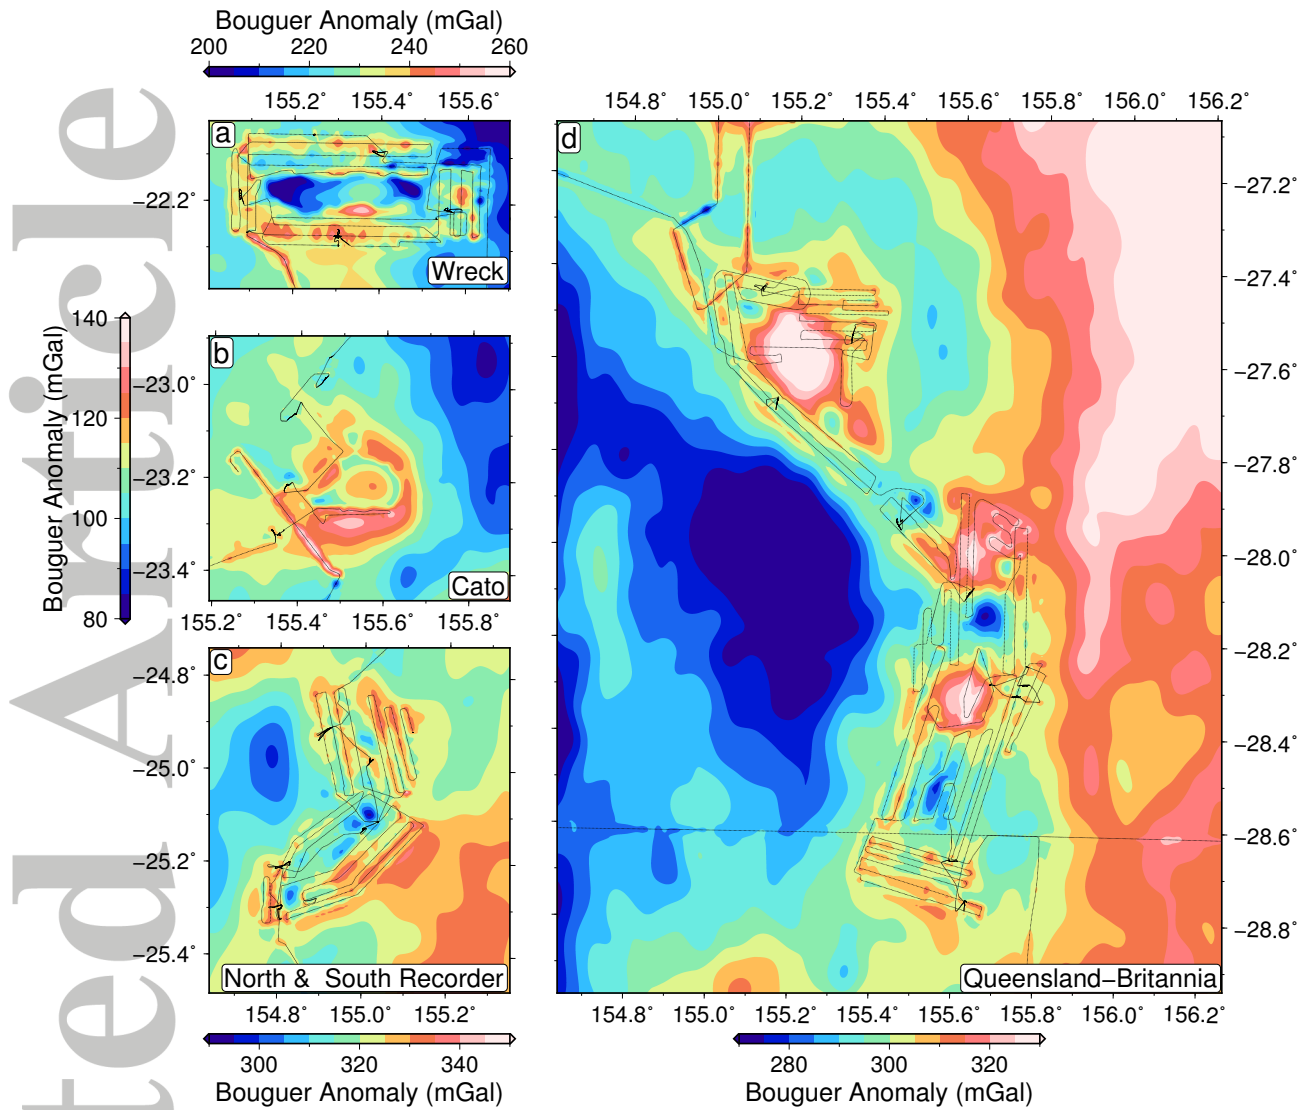 Bouguer Anomaly (mGal)
200 220 240 260
155.2° 155.4° 155.6°
a
−22.2°
Wreck
154.8° 155.0° 155.2° 155.4° 155.6° 155.8° 156.0° 156.2°
d
−27.2°
−27.4°
−27.6°
−27.8°
−28.0°
−28.2°
−28.4°
−28.6°
−28.8°
Queensland−Britannia
154.8° 155.0° 155.2° 155.4° 155.6° 155.8° 156.0° 156.2°
280 300 320
Bouguer Anomaly (mGal)
Bouguer Anomaly (mGal)
140
120
100
80
b
−23.0°
−23.2°
−23.4°
Cato
155.2° 155.4° 155.6° 155.8°
c
−24.8°
−25.0°
−25.2°
−25.4°
North & South Recorder
154.8° 155.0° 155.2°
300 320 340
Bouguer Anomaly (mGal)
ted Article